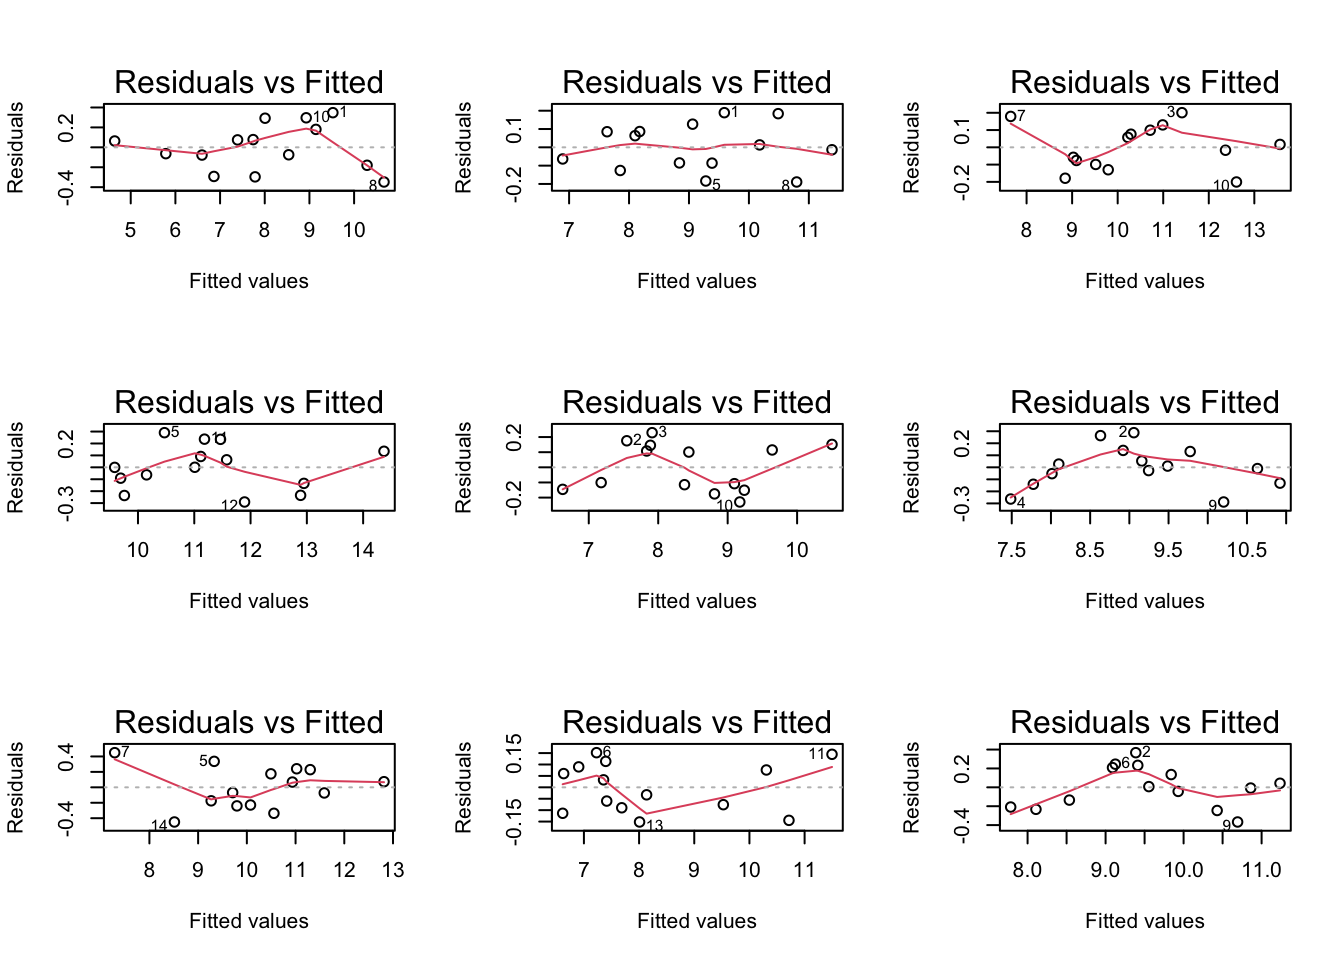 Residuals vs Fitted
Residuals
0.2
-0.4
10
1
8
5 6 7 8 9 10
Fitted values
Residuals vs Fitted
Residuals
0.1
-0.2
1
5
8
7 8 9 10 11
Fitted values
Residuals vs Fitted
Residuals
0.1
-0.2
7
3
10
8 9 10 11 12 13
Fitted values
Residuals vs Fitted
Residuals
0.2
-0.3
5
11
12
10 11 12 13 14
Fitted values
Residuals vs Fitted
Residuals
0.2
-0.2
2
3
10
7 8 9 10
Fitted values
Residuals vs Fitted
Residuals
0.2
-0.3
2
4
9
7.5 8.5 9.5 10.5
Fitted values
Residuals vs Fitted
Residuals
0.4
-0.4
7
5
14
8 9 10 11 12 13
Fitted values
Residuals vs Fitted
Residuals
0.15
-0.15
6
11
13
7 8 9 10 11
Fitted values
Residuals vs Fitted
Residuals
0.2
-0.4
2
6
9
8.0 9.0 10.0 11.0
Fitted values